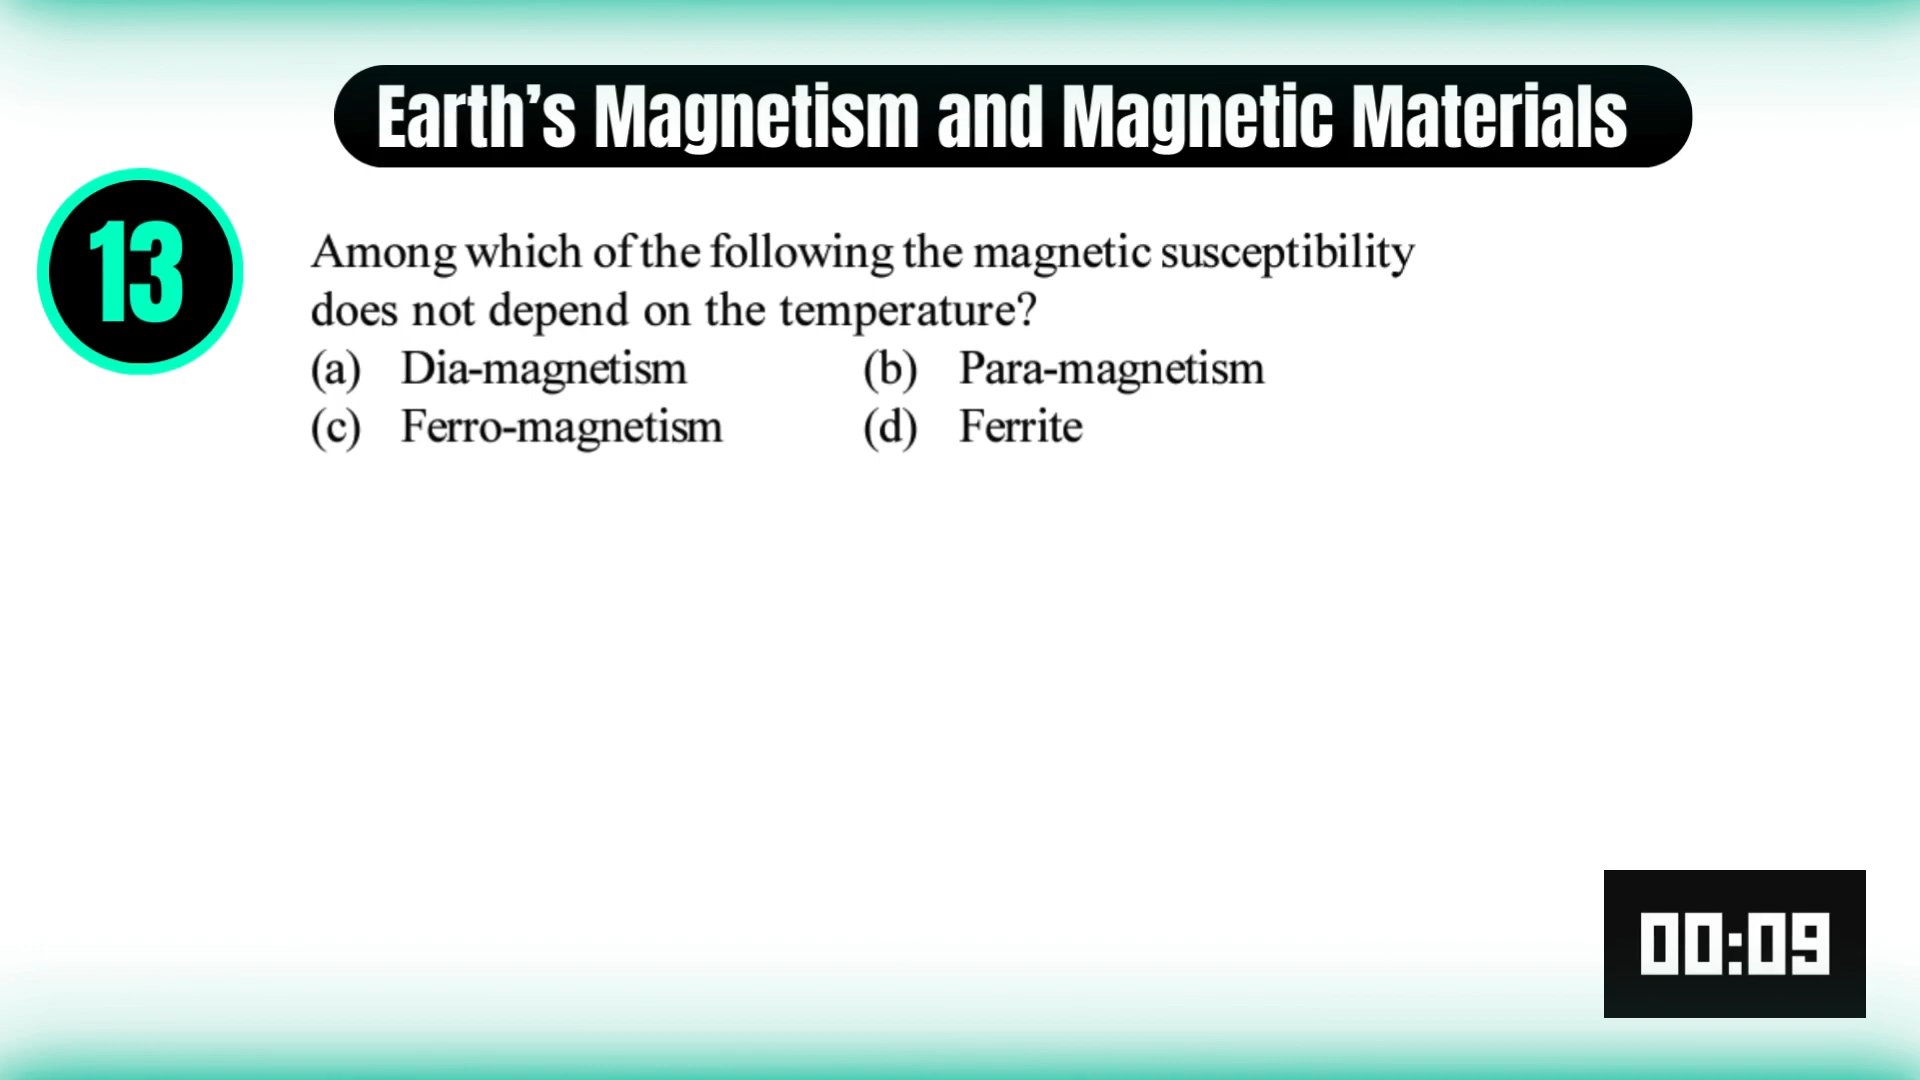 Earth’s Magnetism and Magnetic Materials
13
Among which of the following the magnetic susceptibility
does not depend on the temperature?
(a) Dia-magnetism (b) Para-magnetism
(c) Ferro-magnetism (d) Ferrite
00:09